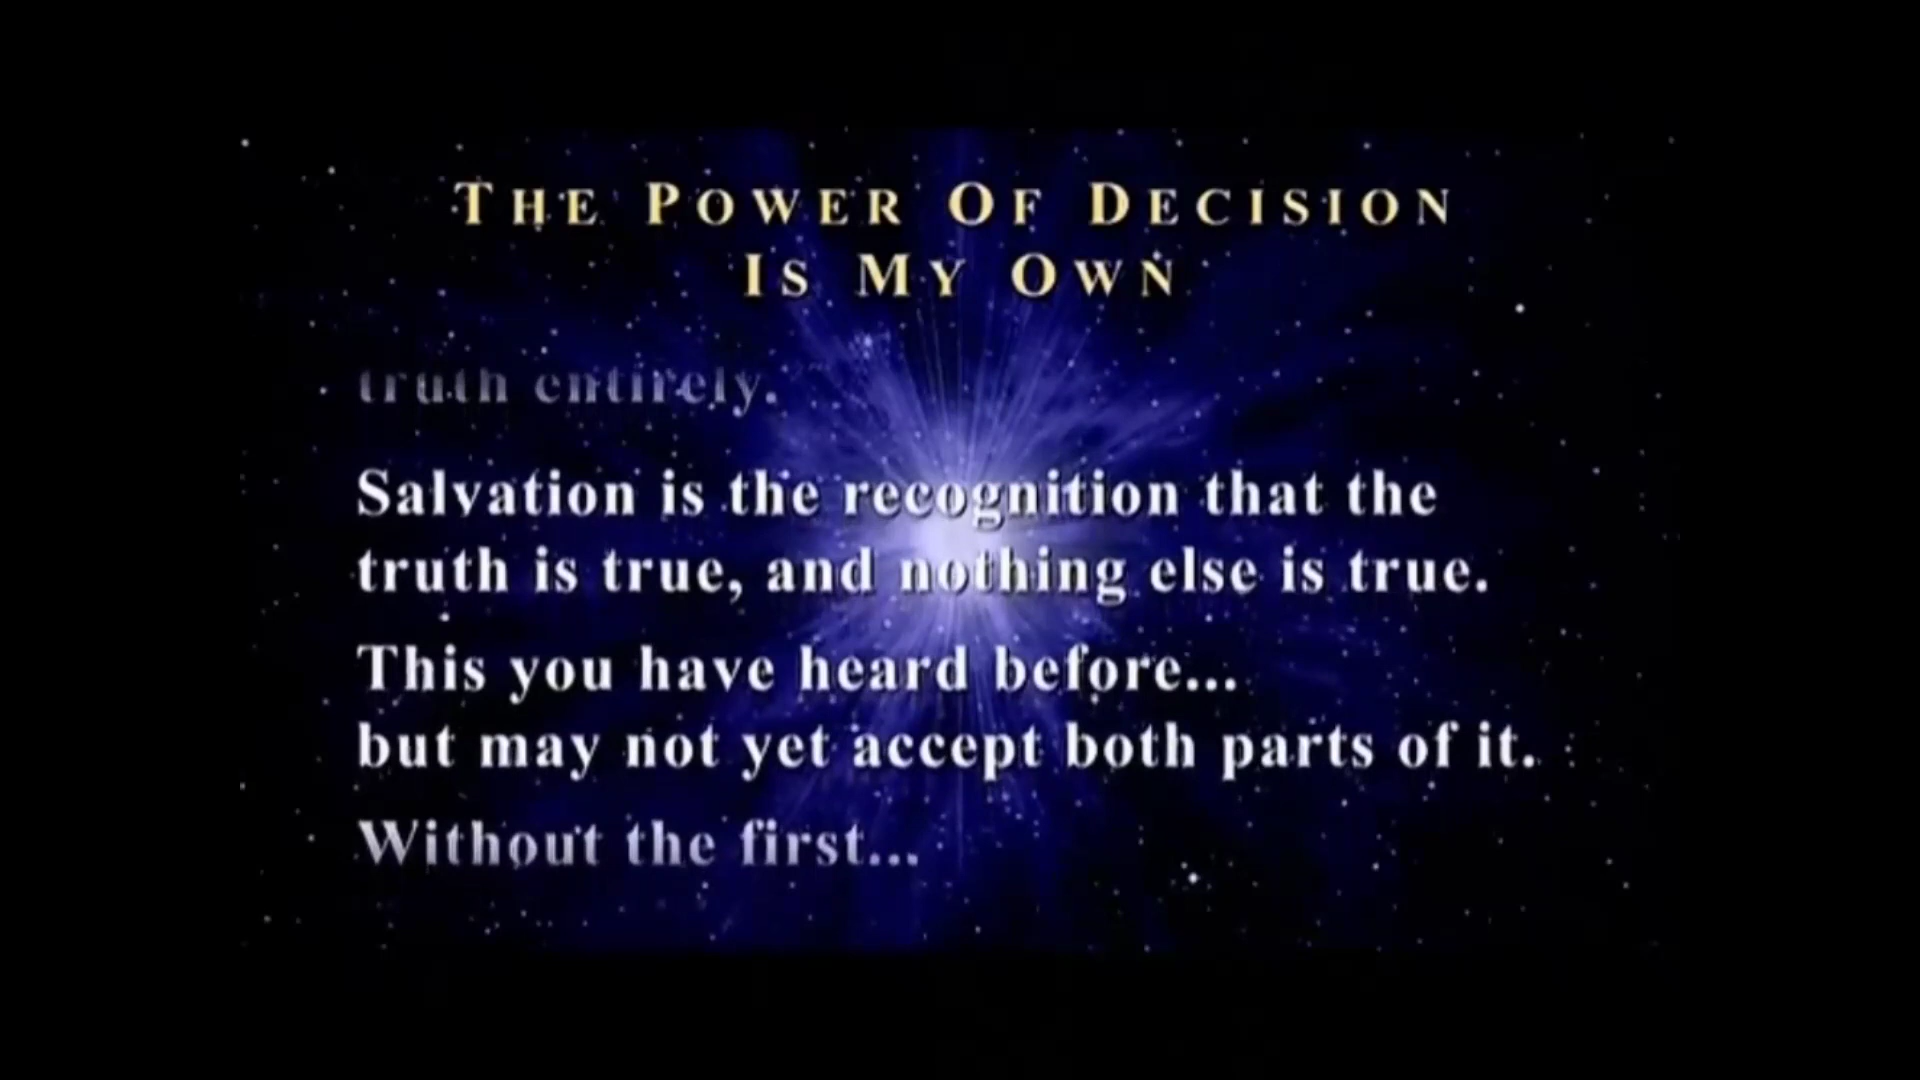 The Power Of Decision
Is My Own
truth entirely.
Salvation is the recognition that the
truth is true, and nothing else is true.
This you have heard before...
but may not yet accept both parts of it.
Without the first...